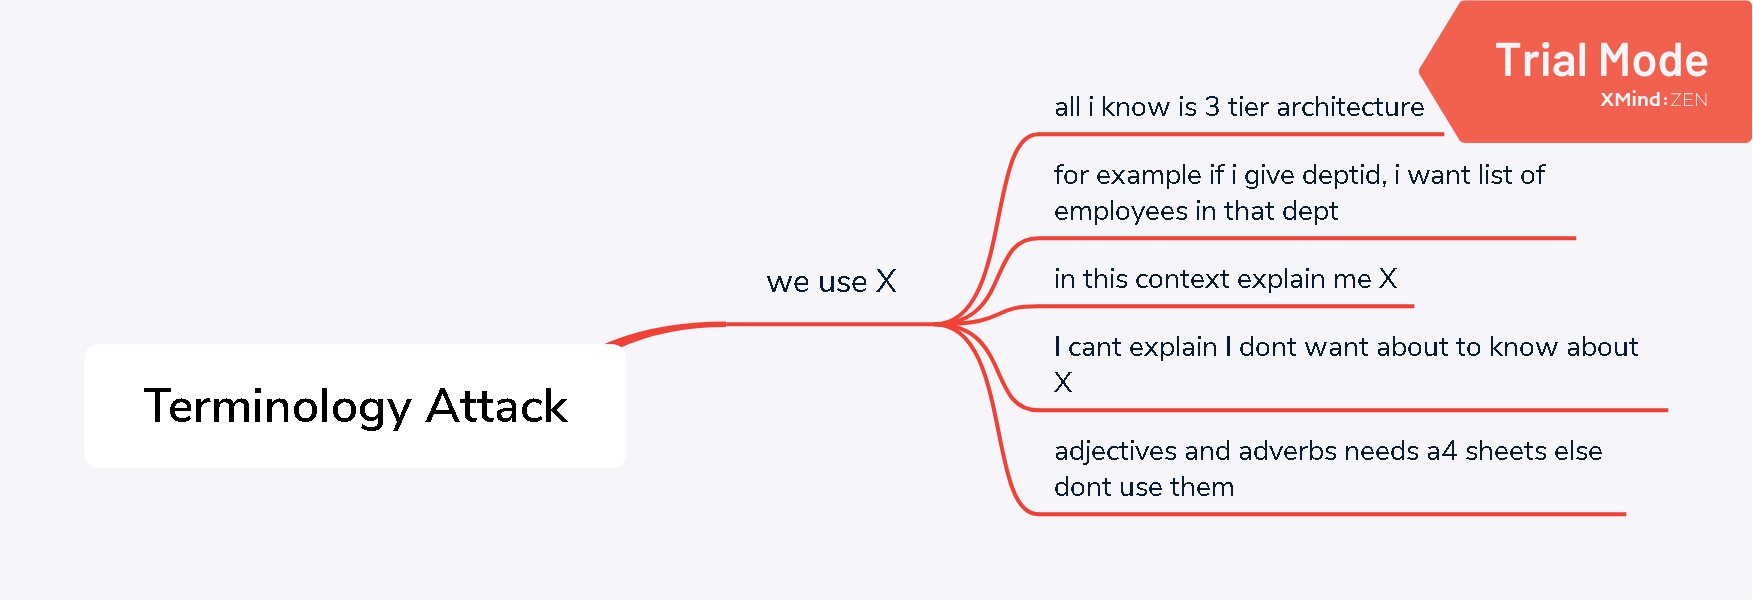 Trial Mode
XMind:ZEN
all i know is 3 tier architecture
for example if i give deptid, i want list of
employees in that dept
we use X
in this context explain me X
I cant explain I dont want about to know about
X
Terminology Attack
adjectives and adverbs needs a4 sheets else
dont use them